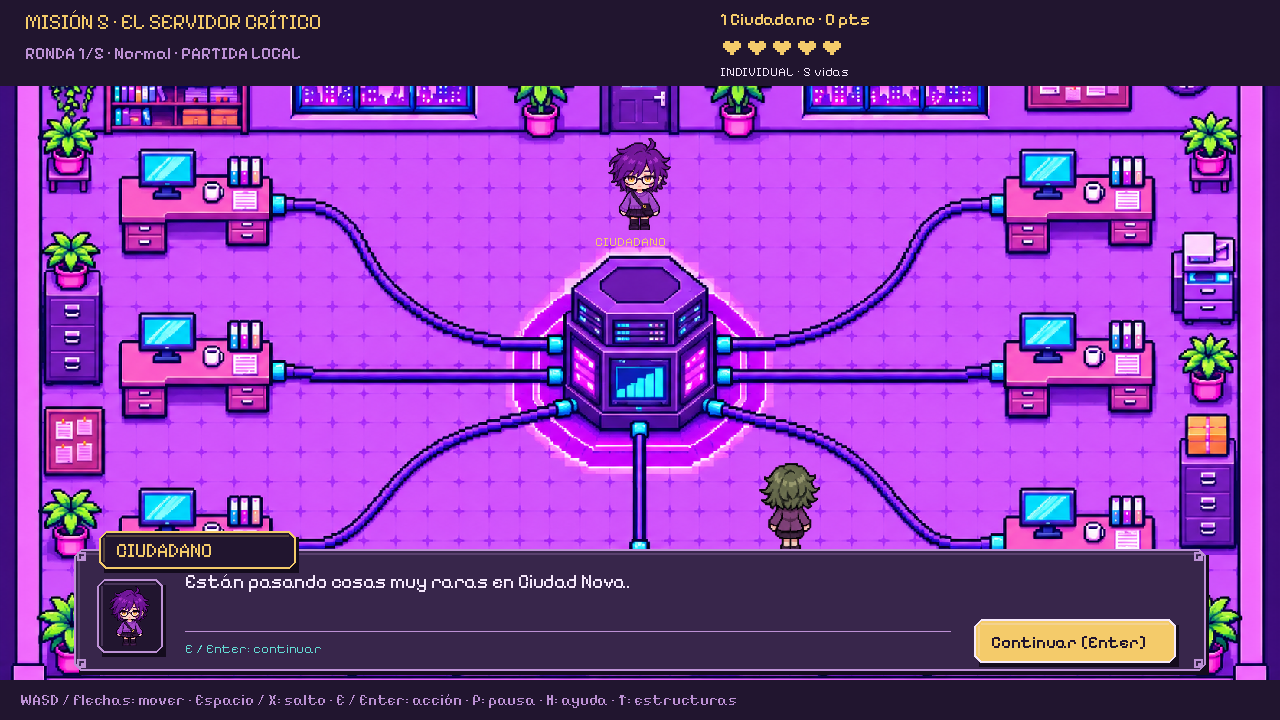 MISIÓN 5 · EL SERVIDOR CRÍTICO
RONDA 1/5 · Normal · PARTIDA LOCAL
1 Ciudadano · 0 pts
INDIVIDUAL · 5 vidas
CIUDADANO
CIUDADANO
Están pasando cosas muy raras en Ciudad Nova.
E / Enter: continuar
Continuar (Enter)
WASD / flechas: mover · Espacio / X: salto · E / Enter: acción · P: pausa · H: ayuda · T: estructuras